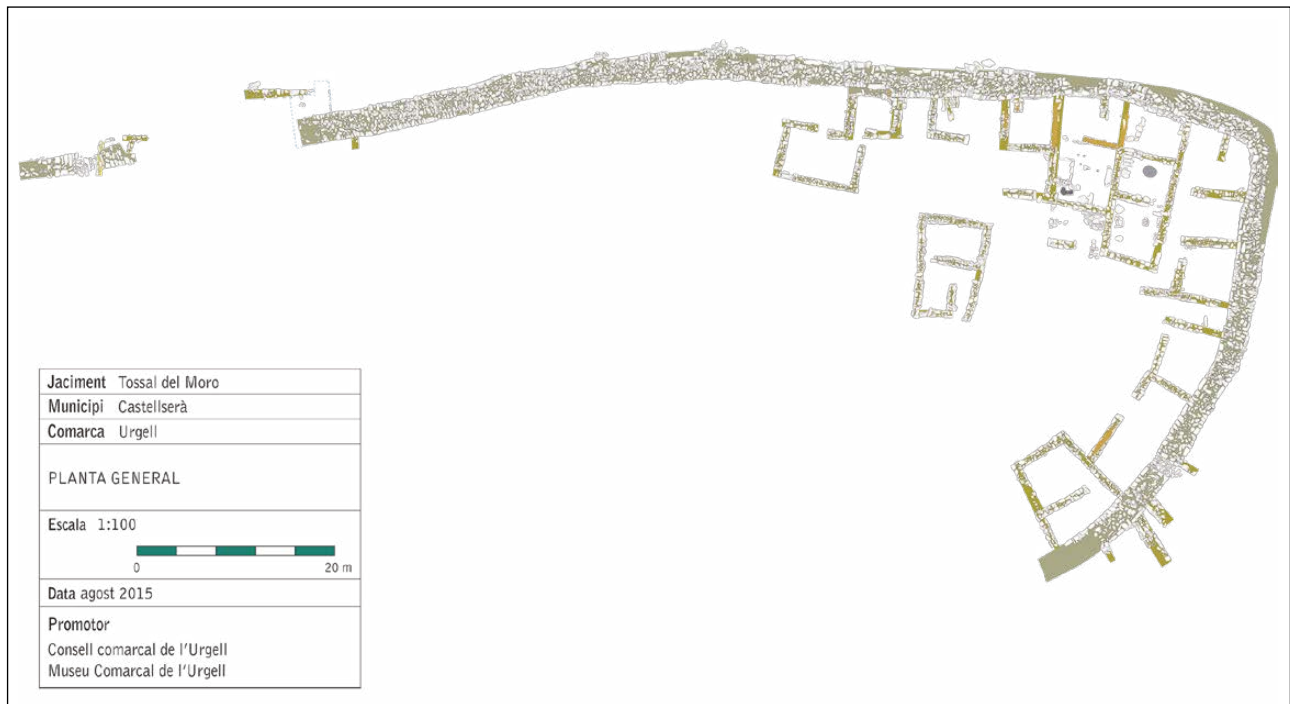 Jaciment Tossal del Moro
Municipi Castellserà
Comarca Urgell
PLANTA GENERAL
Escala 1:100
0 20 m
Data agost 2015
Promotor
Consell comarcal de l'Urgell
Museu Comarcal de l'Urgell